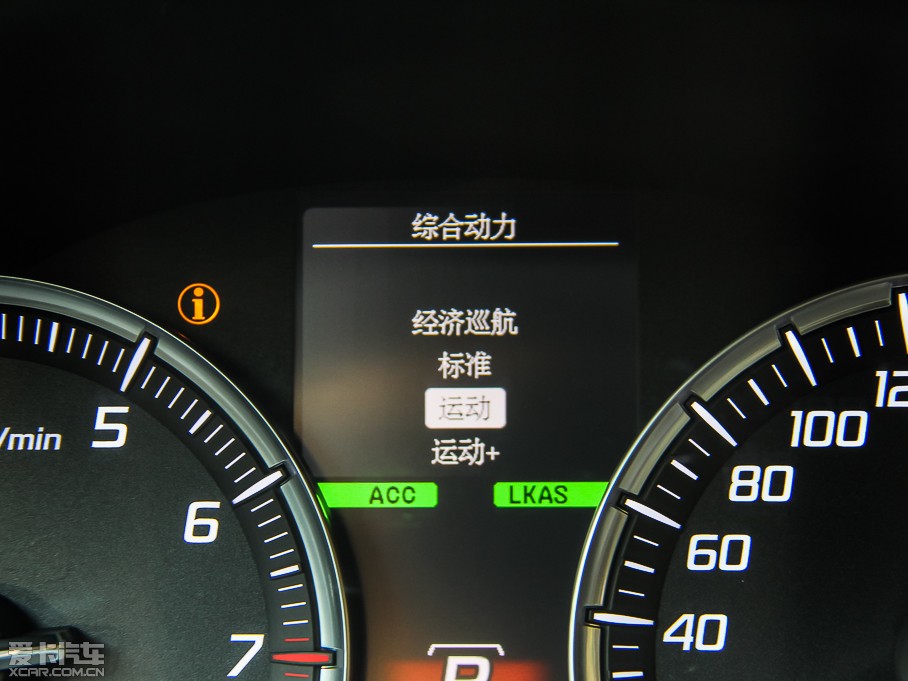 综合动力
经济巡航
标准
运动
运动+
ACC LKAS
/min
5
6
7
120
100
80
60
40
P
爱卡汽车
XCAR.COM.CN